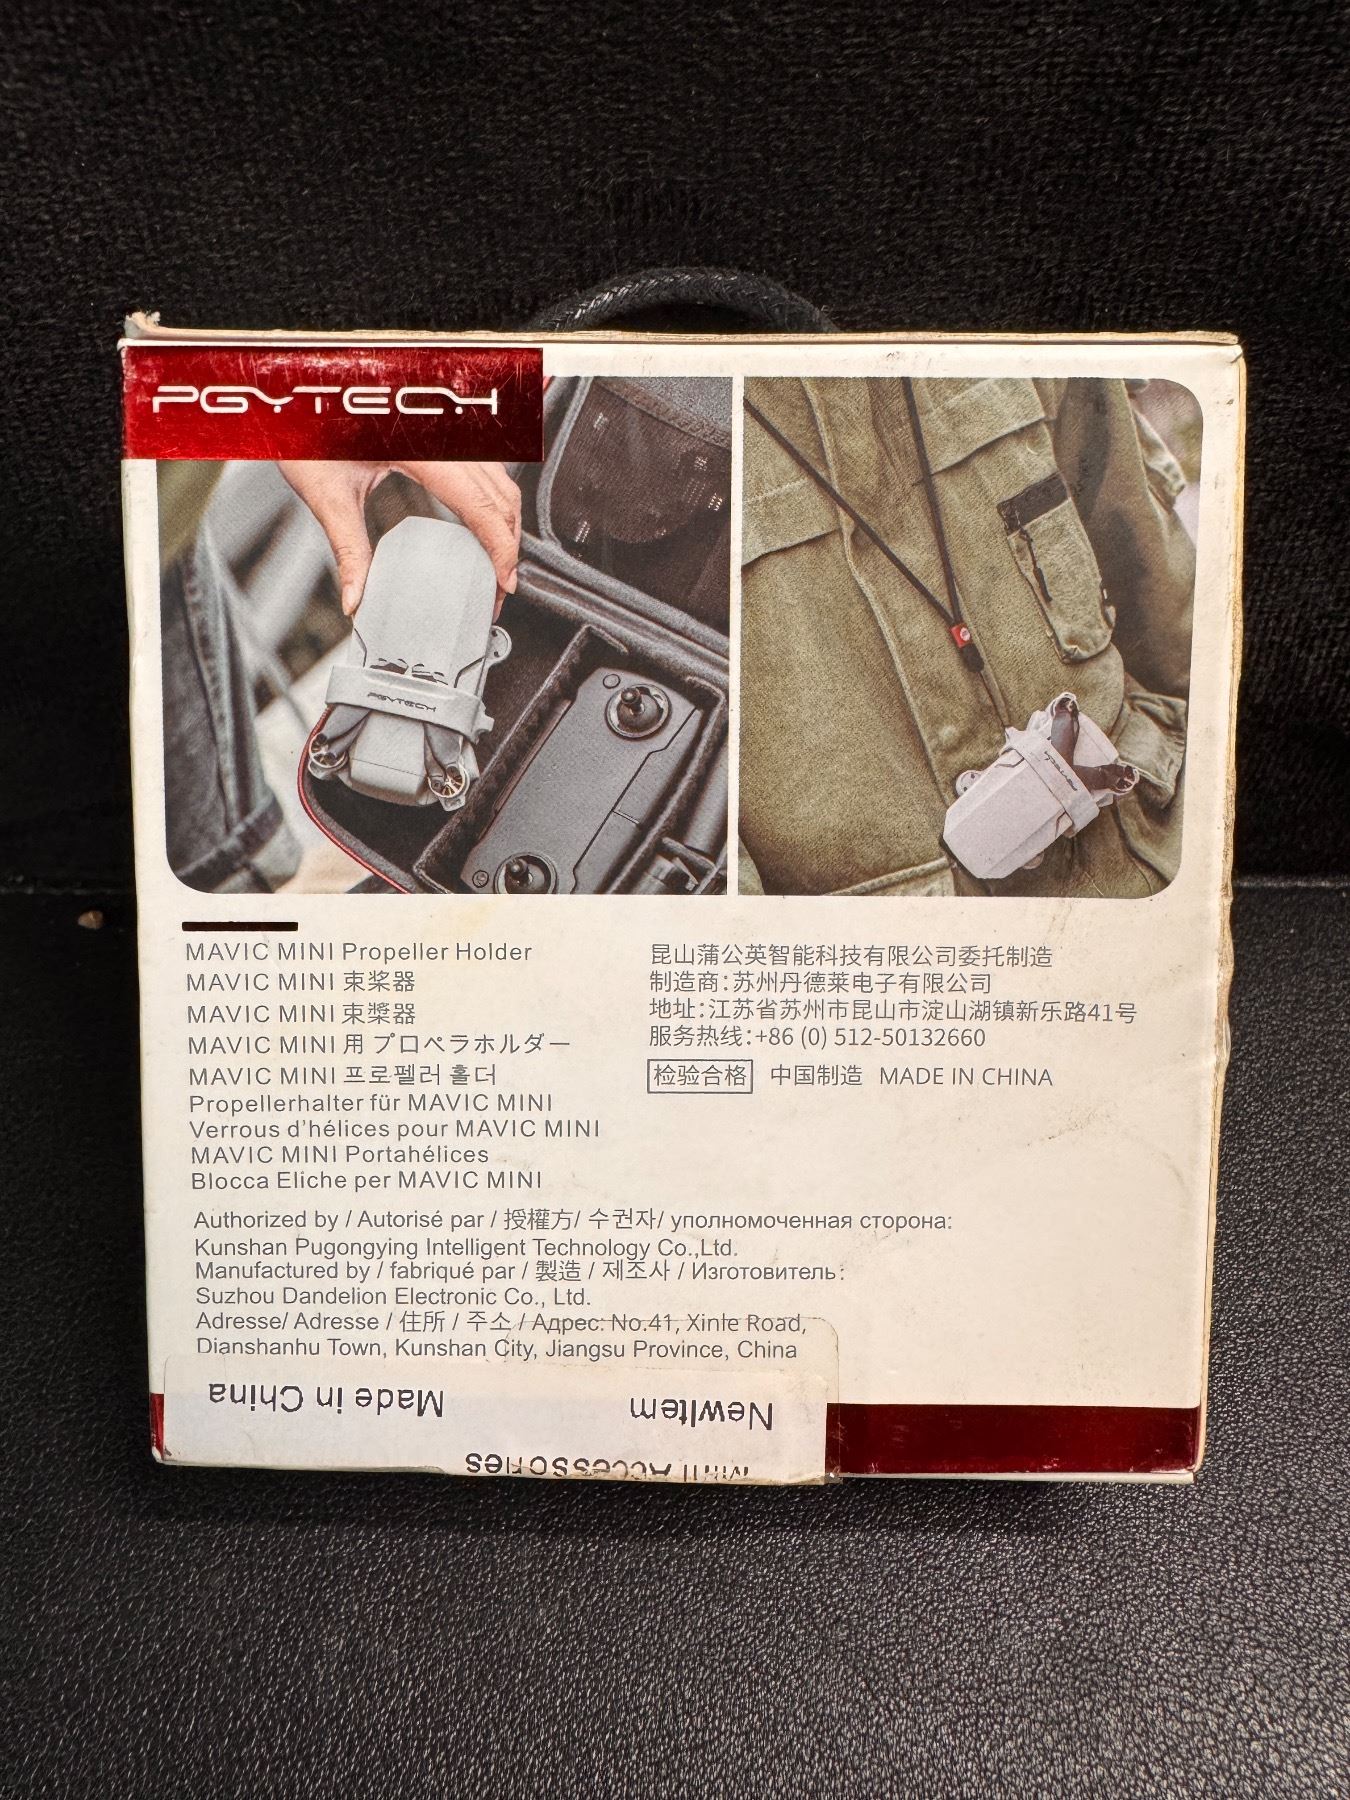 PGYTECH
PGYTECH
PGYTECH
MAVIC MINI Propeller Holder
MAVIC MINI 束桨器
MAVIC MINI 束槳器
MAVIC MINI 用 プロペラホルダー
MAVIC MINI 프로펠러 홀더
Propellerhalter für MAVIC MINI
Verrous d'hélices pour MAVIC MINI
MAVIC MINI Portahélices
Blocca Eliche per MAVIC MINI
昆山蒲公英智能科技有限公司委托制造
制造商：苏州丹德莱电子有限公司
地址：江苏省苏州市昆山市淀山湖镇新乐路41号
服务热线：+86 (0) 512-50132660
检验合格 中国制造 MADE IN CHINA
Authorized by / Autorisé par / 授權方/ 수권자/ уполномоченная сторона:
Kunshan Pugongying Intelligent Technology Co.,Ltd.
Manufactured by / fabriqué par / 製造 / 제조사 / Изготовитель:
Suzhou Dandelion Electronic Co., Ltd.
Adresse/ Adresse / 住所 / 주소 / Адрес: No.41, Xinle Road,
Dianshanhu Town, Kunshan City, Jiangsu Province, China
Mini Accessories
NewItem Made in China